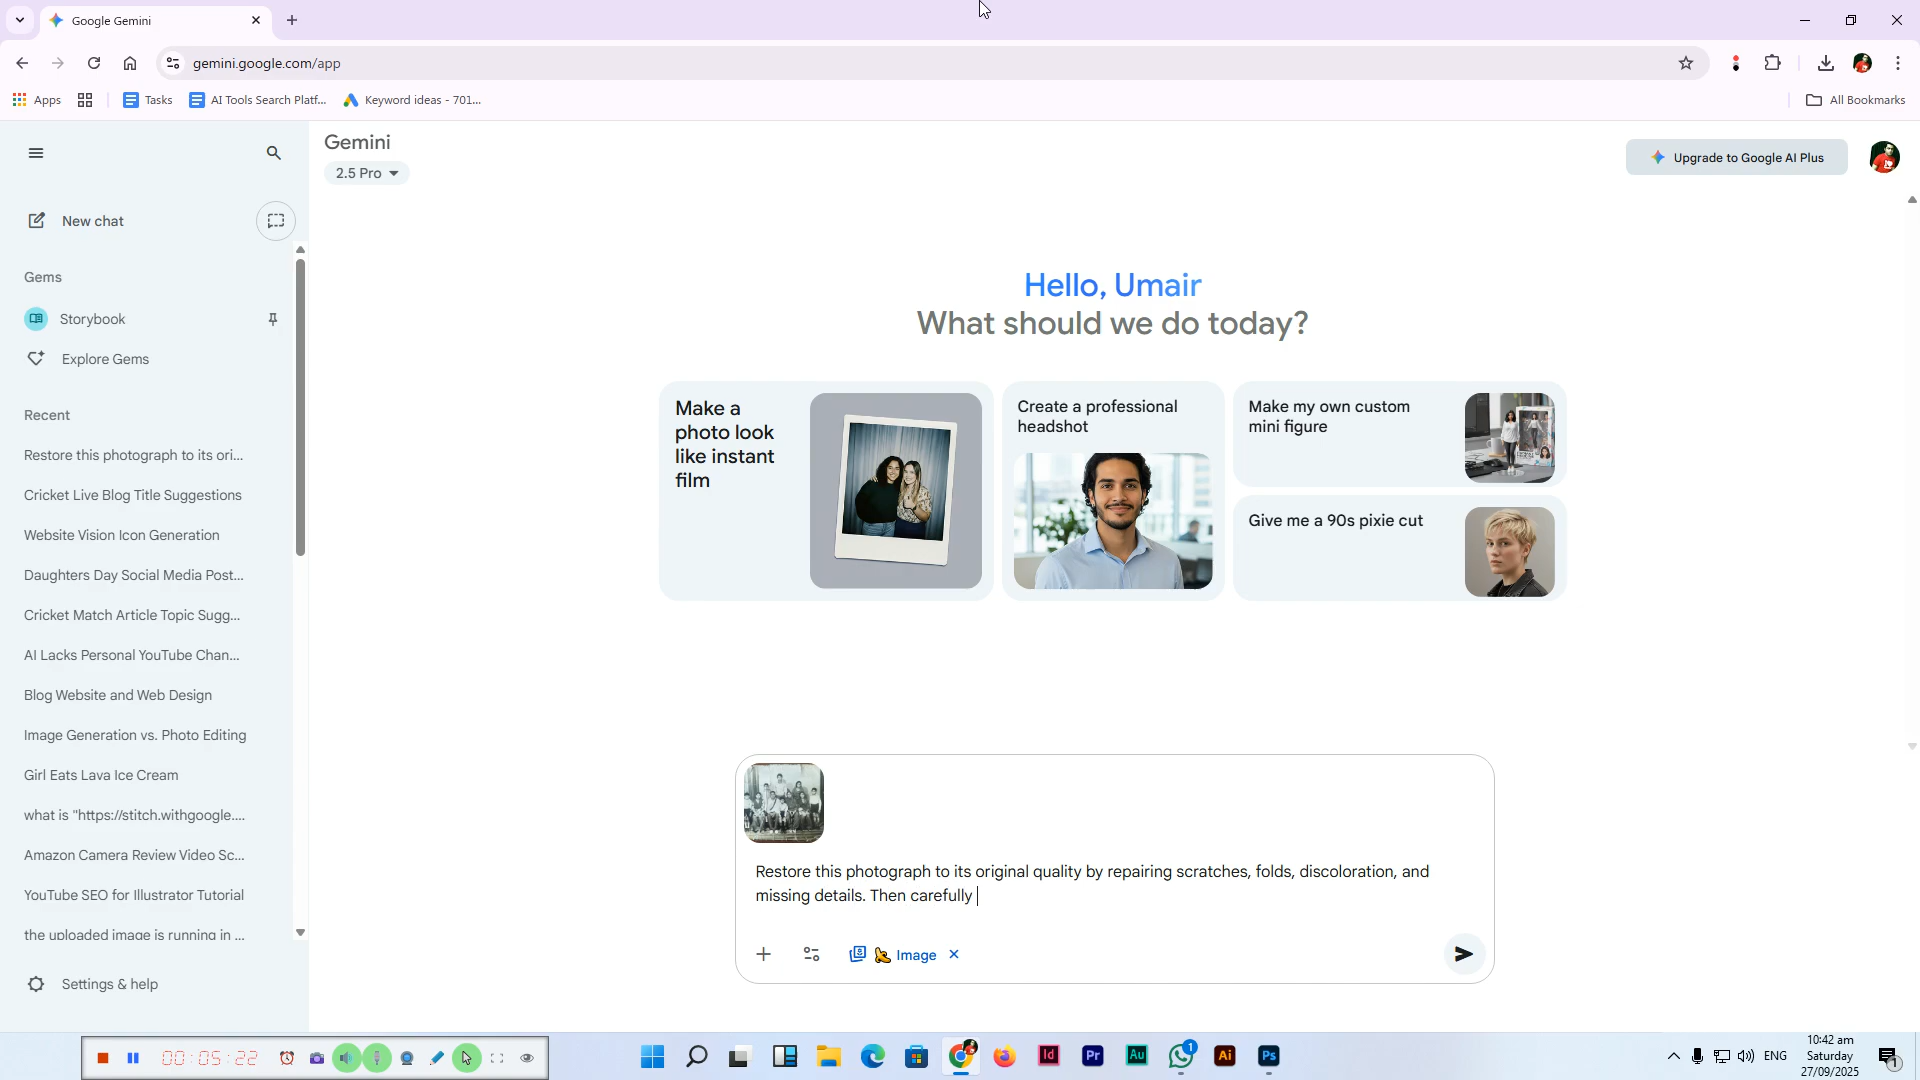 Google Gemini
gemini.google.com/app
Apps
Tasks
AI Tools Search Platf...
Keyword ideas - 701...
All Bookmarks
Gemini
2.5 Pro
Upgrade to Google AI Plus
New chat
Gems
Storybook
Explore Gems
Recent
Restore this photograph to its ori...
Cricket Live Blog Title Suggestions
Website Vision Icon Generation
Daughters Day Social Media Post...
Cricket Match Article Topic Sugg...
AI Lacks Personal YouTube Chan...
Blog Website and Web Design
Image Generation vs. Photo Editing
Girl Eats Lava Ice Cream
what is "https://stitch.withgoogle....
Amazon Camera Review Video Sc...
YouTube SEO for Illustrator Tutorial
the uploaded image is running in ...
Settings & help
Hello, Umair
What should we do today?
Make a
photo look
like instant
film
Create a professional
headshot
Make my own custom
mini figure
Give me a 90s pixie cut
Restore this photograph to its original quality by repairing scratches, folds, discoloration, and
missing details. Then carefully
Image
00:05:22
Id
Pr
Au
1
Ai
Ps
ENG
10:42 am
Saturday
27/09/2025
1